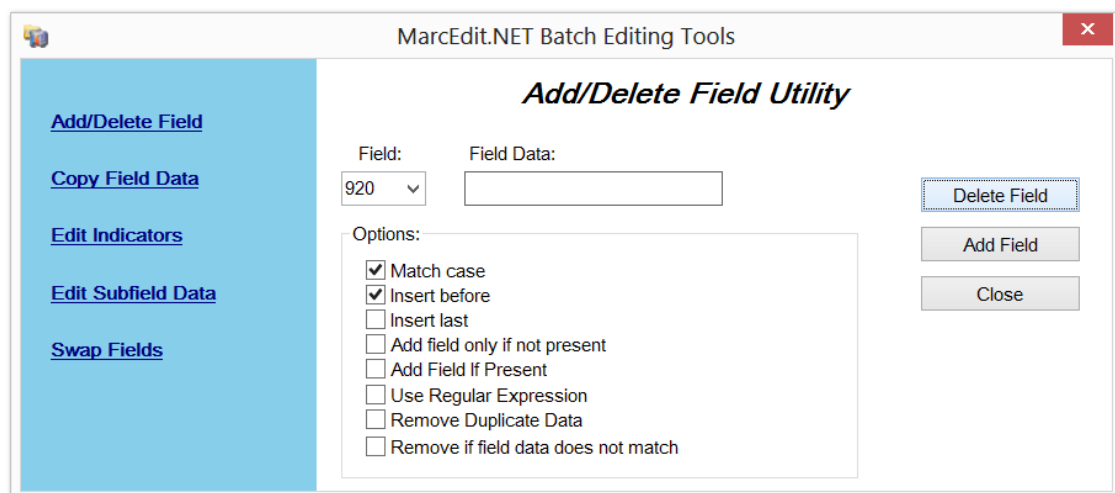 MarcEdit.NET Batch Editing Tools
Add/Delete Field
Copy Field Data
Edit Indicators
Edit Subfield Data
Swap Fields
Add/Delete Field Utility
Field: Field Data:
920
Options:
Match case
Insert before
Insert last
Add field only if not present
Add Field If Present
Use Regular Expression
Remove Duplicate Data
Remove if field data does not match
Delete Field
Add Field
Close